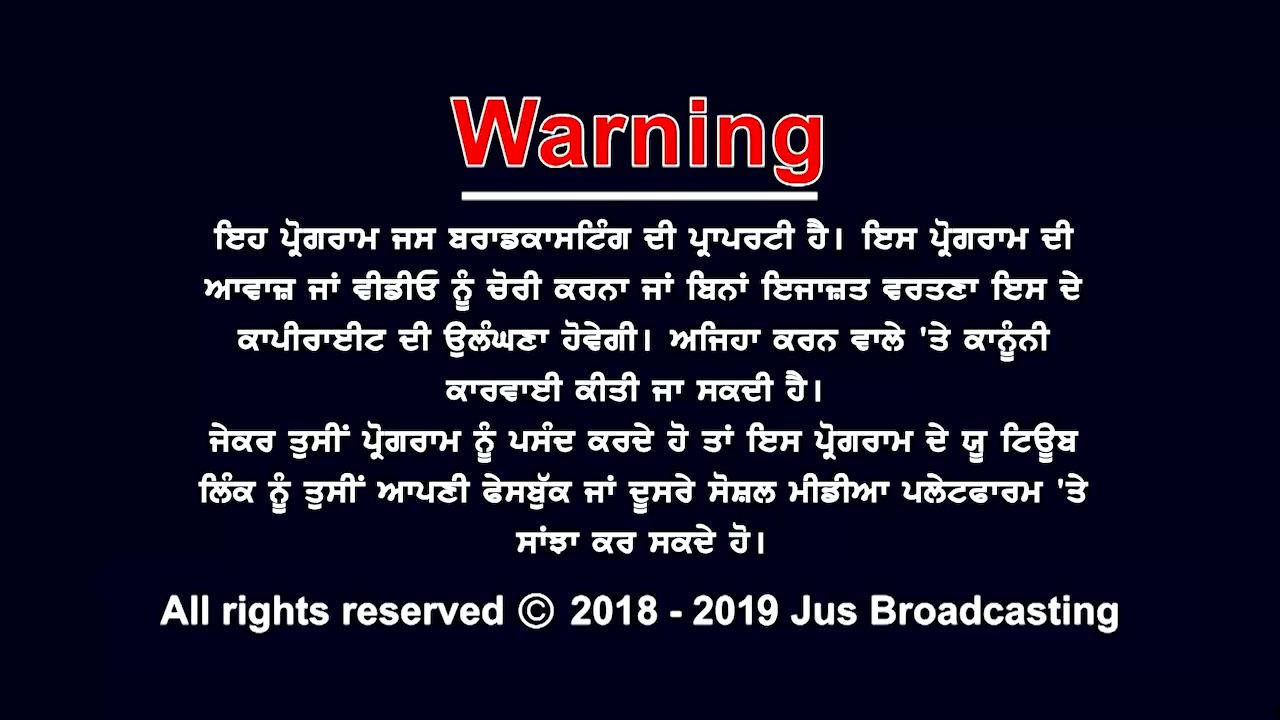 Warning
ਇਹ ਪ੍ਰੋਗਰਾਮ ਜਸ ਬਰਾਡਕਾਸਟਿੰਗ ਦੀ ਪ੍ਰਾਪਰਟੀ ਹੈ। ਇਸ ਪ੍ਰੋਗਰਾਮ ਦੀ
ਆਵਾਜ਼ ਜਾਂ ਵੀਡੀਓ ਨੂੰ ਚੋਰੀ ਕਰਨਾ ਜਾਂ ਬਿਨਾਂ ਇਜਾਜ਼ਤ ਵਰਤਣਾ ਇਸ ਦੇ
ਕਾਪੀਰਾਈਟ ਦੀ ਉਲੰਘਣਾ ਹੋਵੇਗੀ। ਅਜਿਹਾ ਕਰਨ ਵਾਲੇ 'ਤੇ ਕਾਨੂੰਨੀ
ਕਾਰਵਾਈ ਕੀਤੀ ਜਾ ਸਕਦੀ ਹੈ।
ਜੇਕਰ ਤੁਸੀਂ ਪ੍ਰੋਗਰਾਮ ਨੂੰ ਪਸੰਦ ਕਰਦੇ ਹੋ ਤਾਂ ਇਸ ਪ੍ਰੋਗਰਾਮ ਦੇ ਯੂ ਟਿਊਬ
ਲਿੰਕ ਨੂੰ ਤੁਸੀਂ ਆਪਣੀ ਫੇਸਬੁੱਕ ਜਾਂ ਦੂਸਰੇ ਸੋਸ਼ਲ ਮੀਡੀਆ ਪਲੇਟਫਾਰਮ 'ਤੇ
ਸਾਂਝਾ ਕਰ ਸਕਦੇ ਹੋ।
All rights reserved © 2018 - 2019 Jus Broadcasting